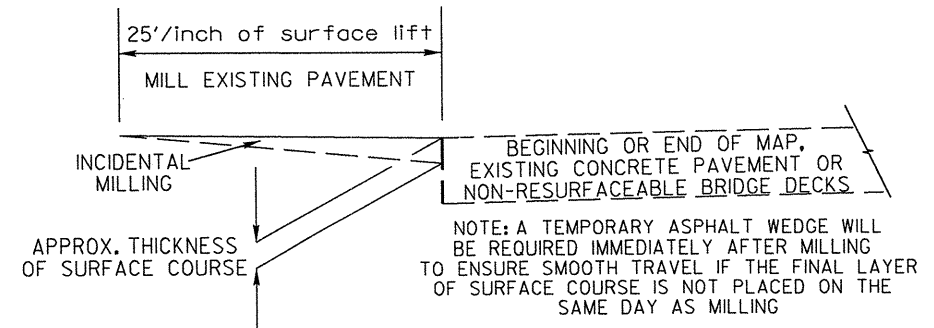 25'/inch of surface lift
MILL EXISTING PAVEMENT
INCIDENTAL
MILLING
BEGINNING OR END OF MAP,
EXISTING CONCRETE PAVEMENT OR
NON-RESURFACEABLE BRIDGE DECKS
APPROX. THICKNESS
OF SURFACE COURSE
NOTE: A TEMPORARY ASPHALT WEDGE WILL
BE REQUIRED IMMEDIATELY AFTER MILLING
TO ENSURE SMOOTH TRAVEL IF THE FINAL LAYER
OF SURFACE COURSE IS NOT PLACED ON THE
SAME DAY AS MILLING